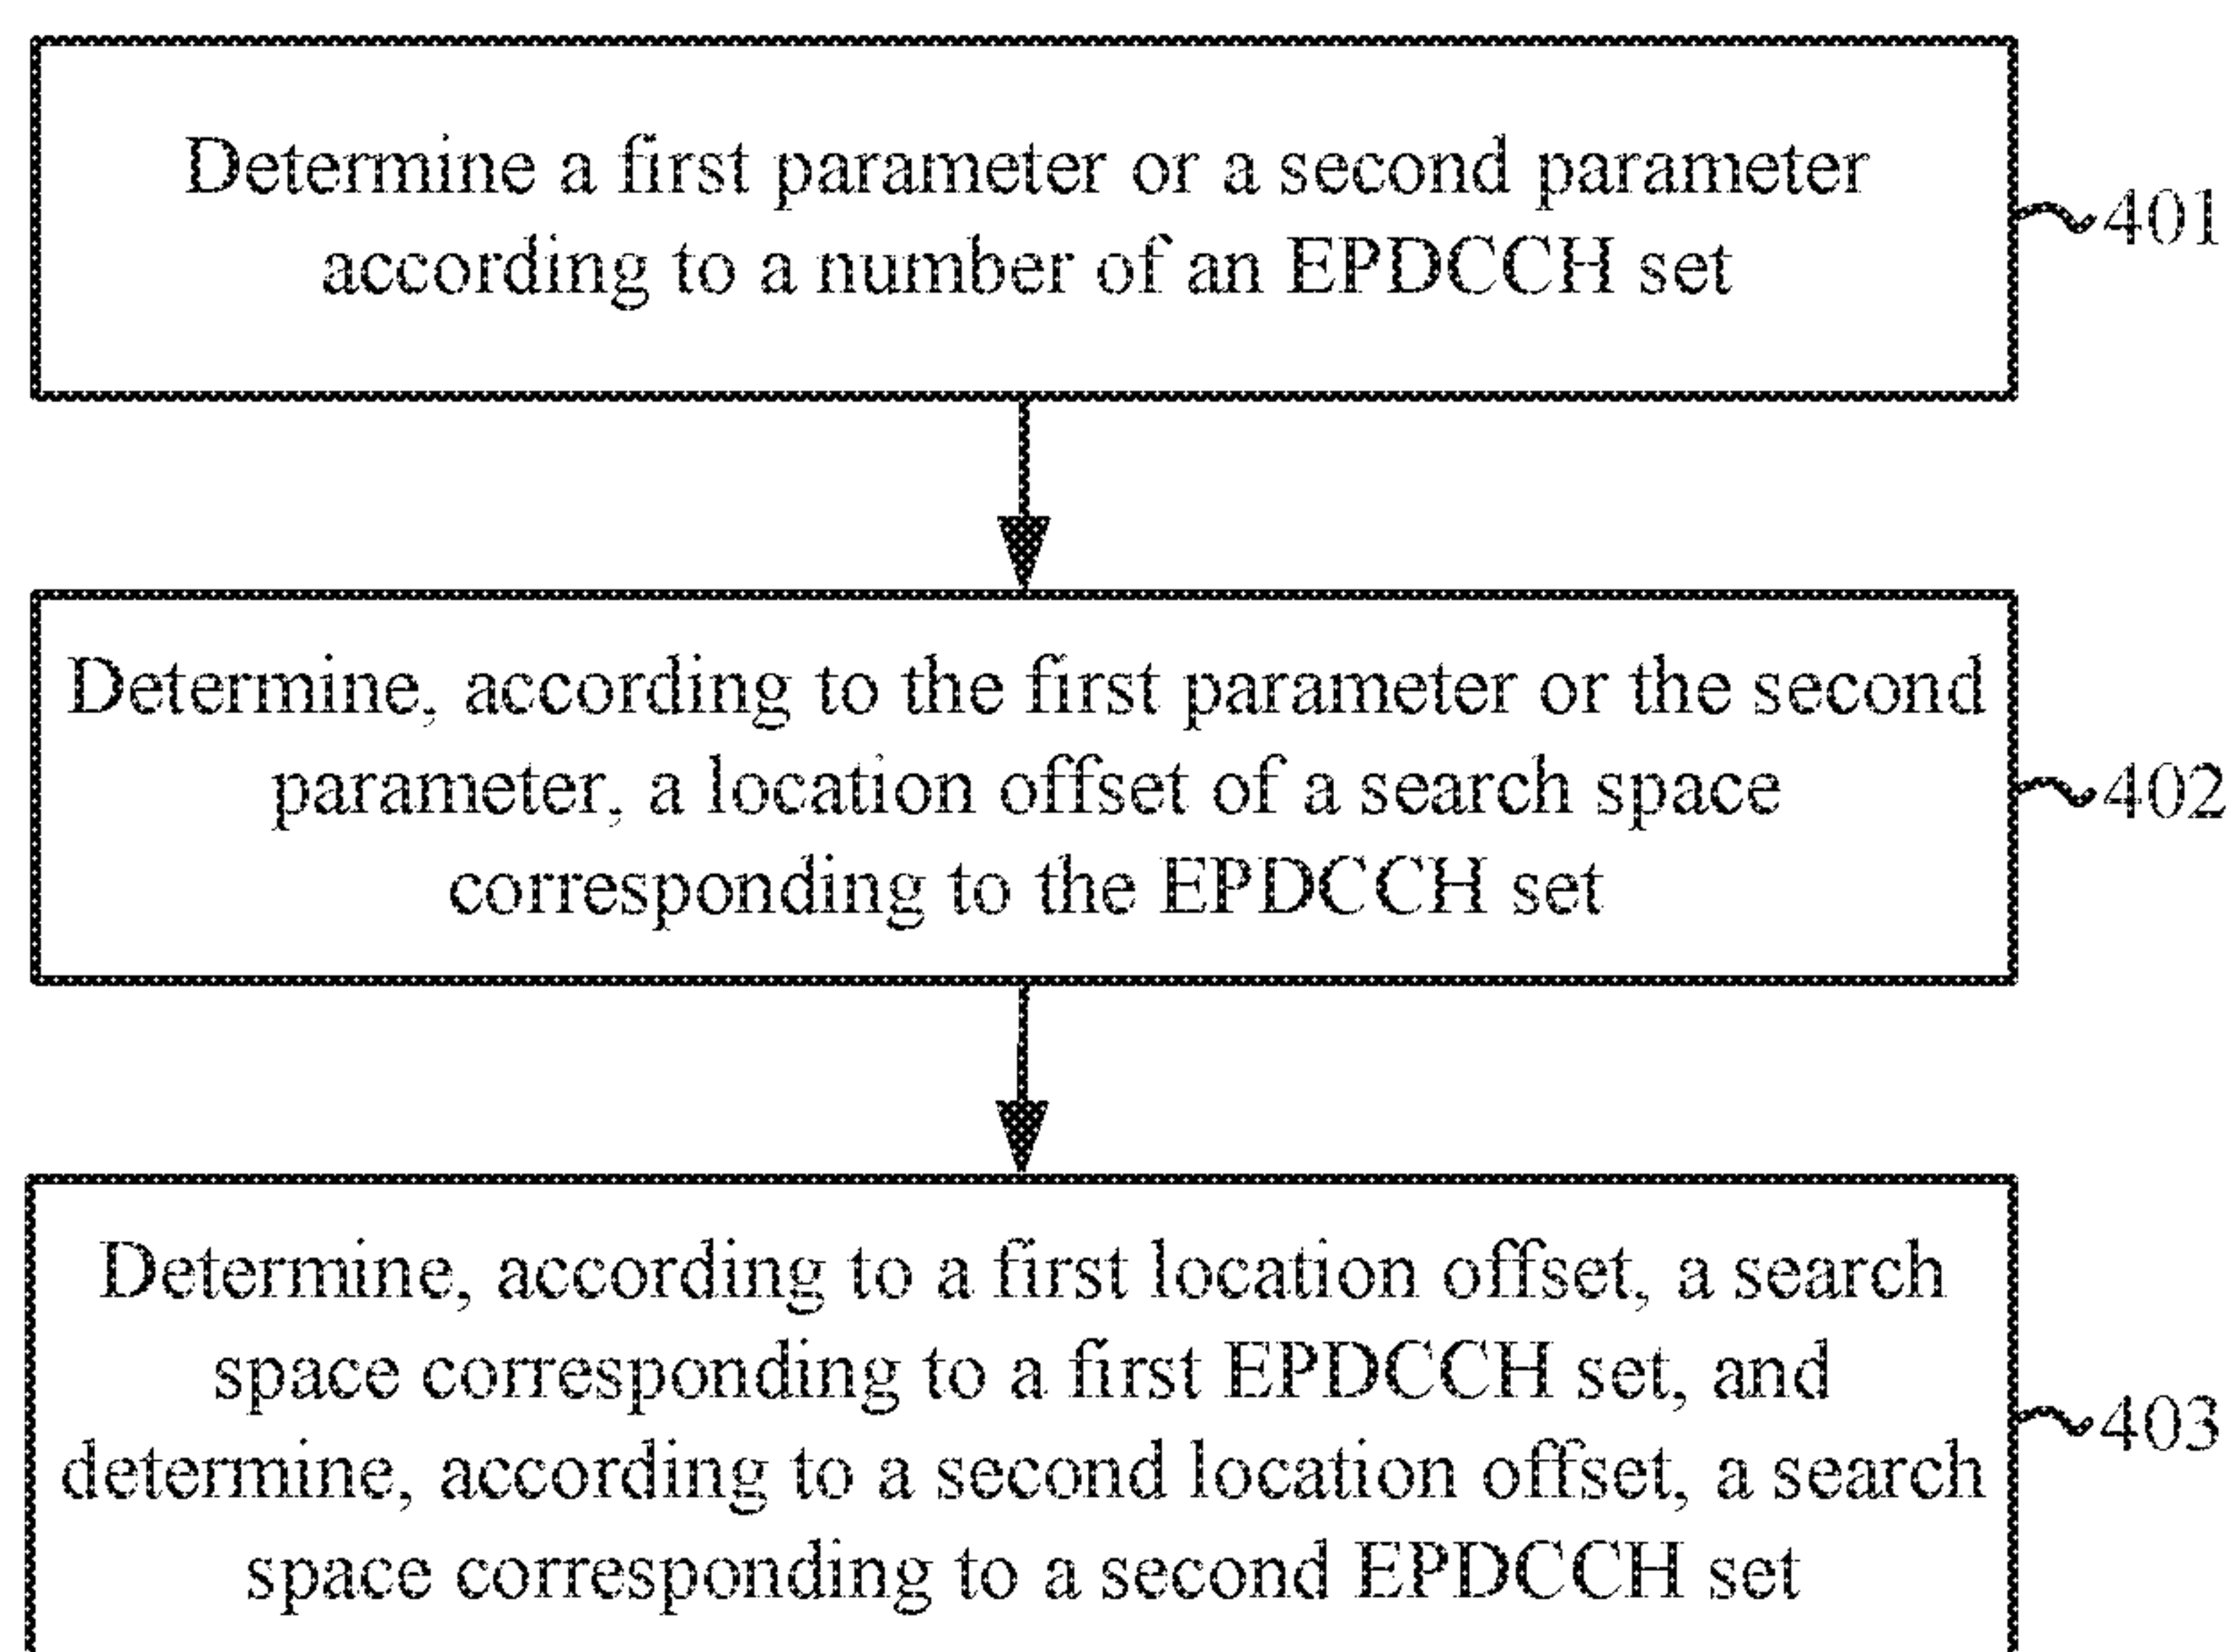 Determine a first parameter or a second parameter
according to a number of an EPDCCH set
401
Determine, according to the first parameter or the second
parameter, a location offset of a search space
corresponding to the EPDCCH set
402
Determine, according to a first location offset, a search
space corresponding to a first EPDCCH set, and
determine, according to a second location offset, a search
space corresponding to a second EPDCCH set
403